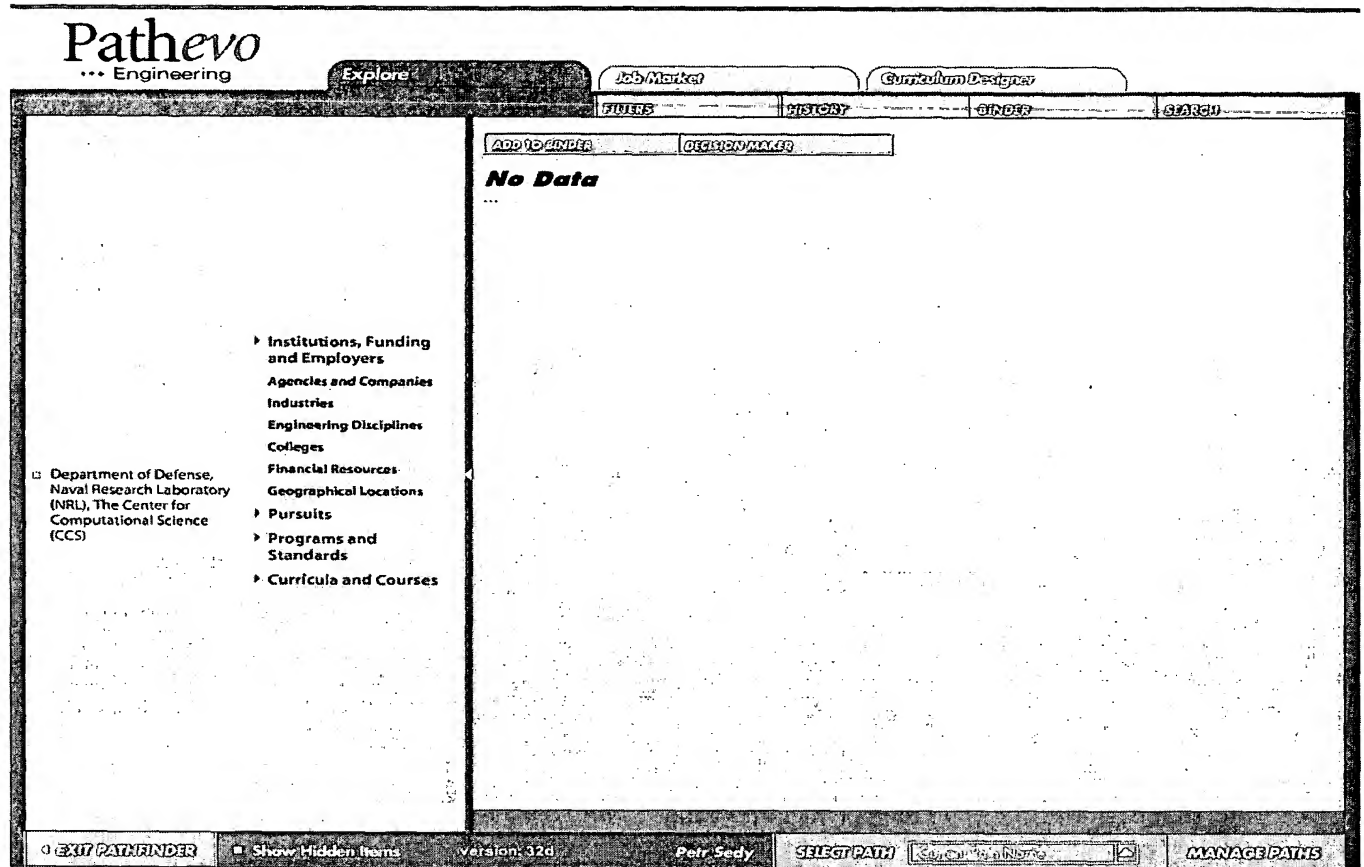 Pathevo
... Engineering
Explore
Job Market
Curriculum Designer
FILTERS
HISTORY
BINDER
SEARCH
ADD TO BINDER
DECISION MAKER
No Data
...
Institutions, Funding
and Employers
Agencies and Companies
Industries
Engineering Disciplines
Colleges
Financial Resources
Geographical Locations
Pursuits
Programs and
Standards
Curricula and Courses
Department of Defense,
Naval Research Laboratory
(NRL), The Center for
Computational Science
(CCS)
EXIT PATHFINDER
Show Hidden Items
version: 32d
Petr Sedy
SELECT PATH
Current Path Name
MANAGE PATHS